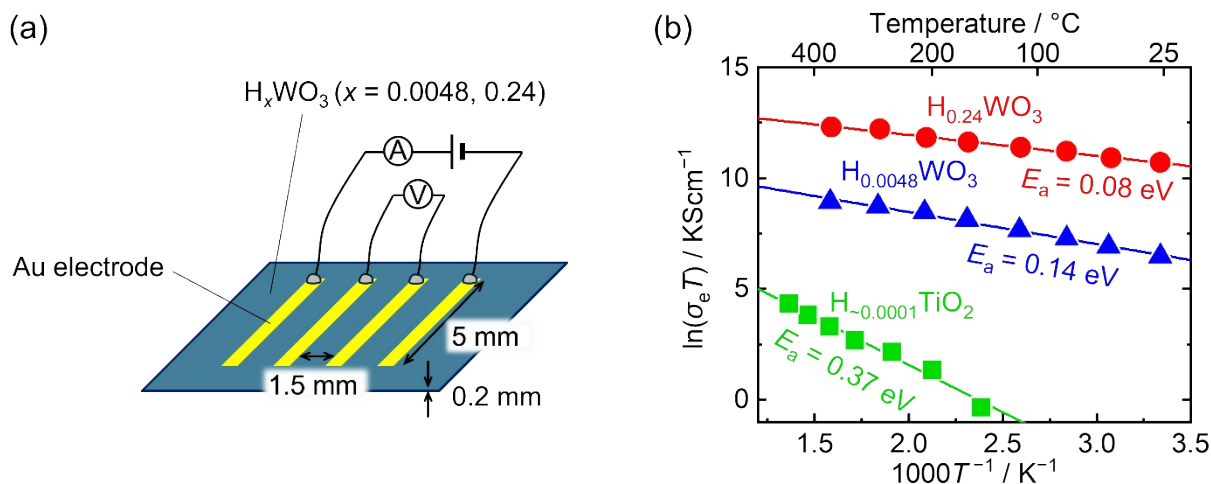 (a)
HₓWO₃ (x = 0.0048, 0.24)
A
V
Au electrode
5 mm
1.5 mm
0.2 mm
(b)
Temperature / °C
400 200 100 25
15
10
5
0
ln(σₑT) / KScm⁻¹
H₀.₂₄WO₃
Eₐ = 0.08 eV
H₀.₀₀₄₈WO₃
Eₐ = 0.14 eV
H~₀.₀₀₀₁TiO₂
Eₐ = 0.37 eV
1.5 2.0 2.5 3.0 3.5
1000T⁻¹ / K⁻¹